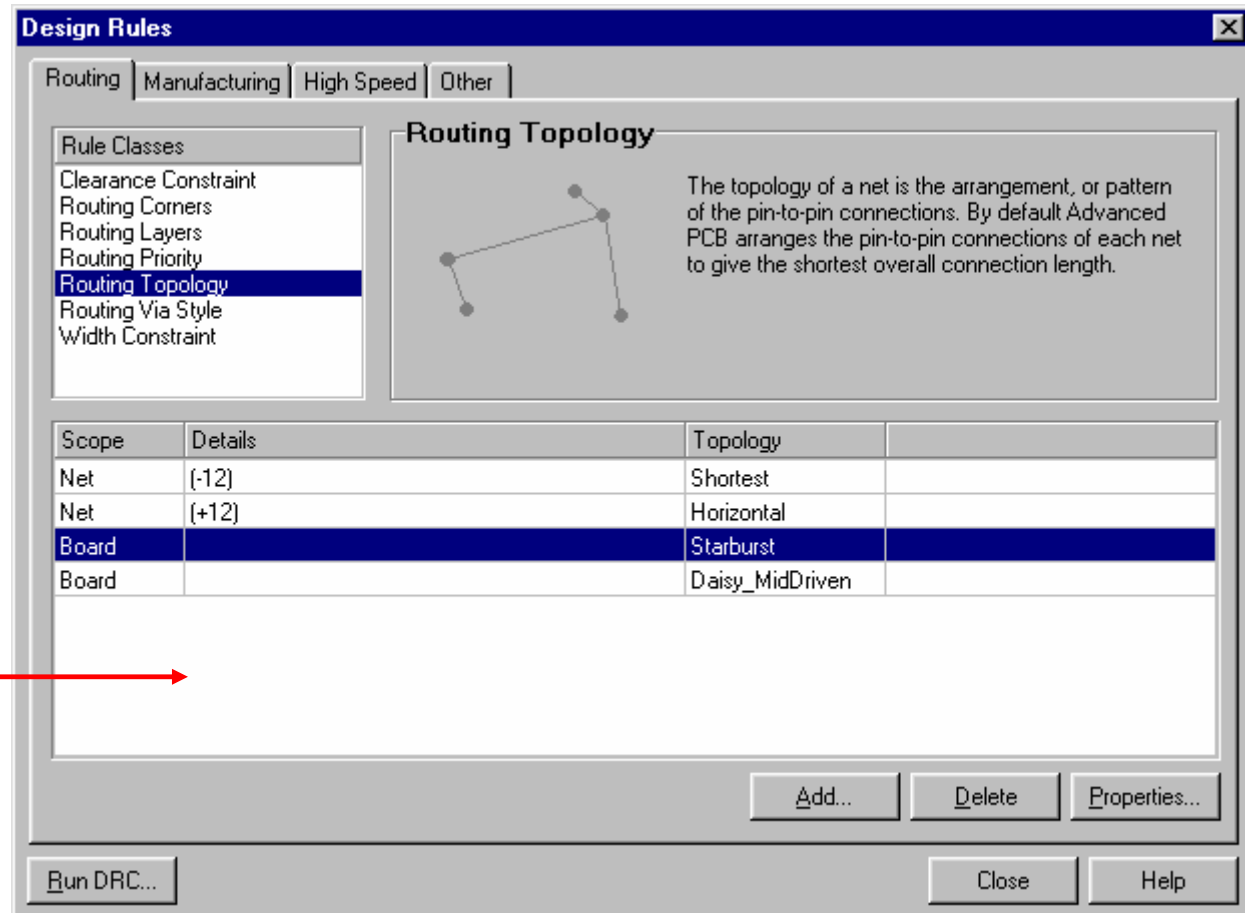 Design Rules
Routing Manufacturing High Speed Other
Rule Classes
Clearance Constraint
Routing Corners
Routing Layers
Routing Priority
Routing Topology
Routing Via Style
Width Constraint
Routing Topology
The topology of a net is the arrangement, or pattern
of the pin-to-pin connections. By default Advanced
PCB arranges the pin-to-pin connections of each net
to give the shortest overall connection length.
Scope Details Topology
Net (-12) Shortest
Net (+12) Horizontal
Board Starburst
Board Daisy_MidDriven
Add... Delete Properties...
Run DRC... Close Help